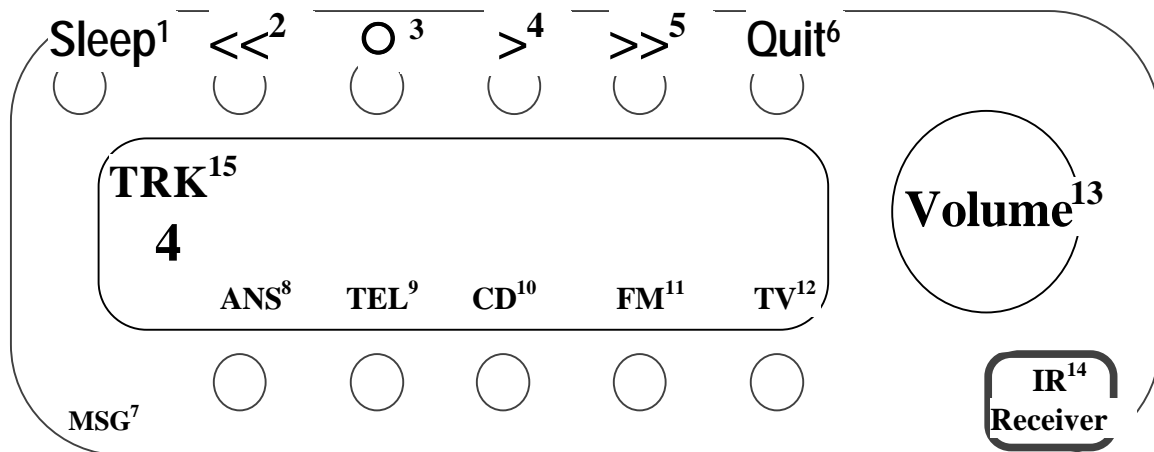 Sleep¹ <<² O ³ >⁴ >>⁵ Quit⁶
TRK¹⁵
4
Volume¹³
ANS⁸ TEL⁹ CD¹⁰ FM¹¹ TV¹²
MSG⁷
IR¹⁴
Receiver